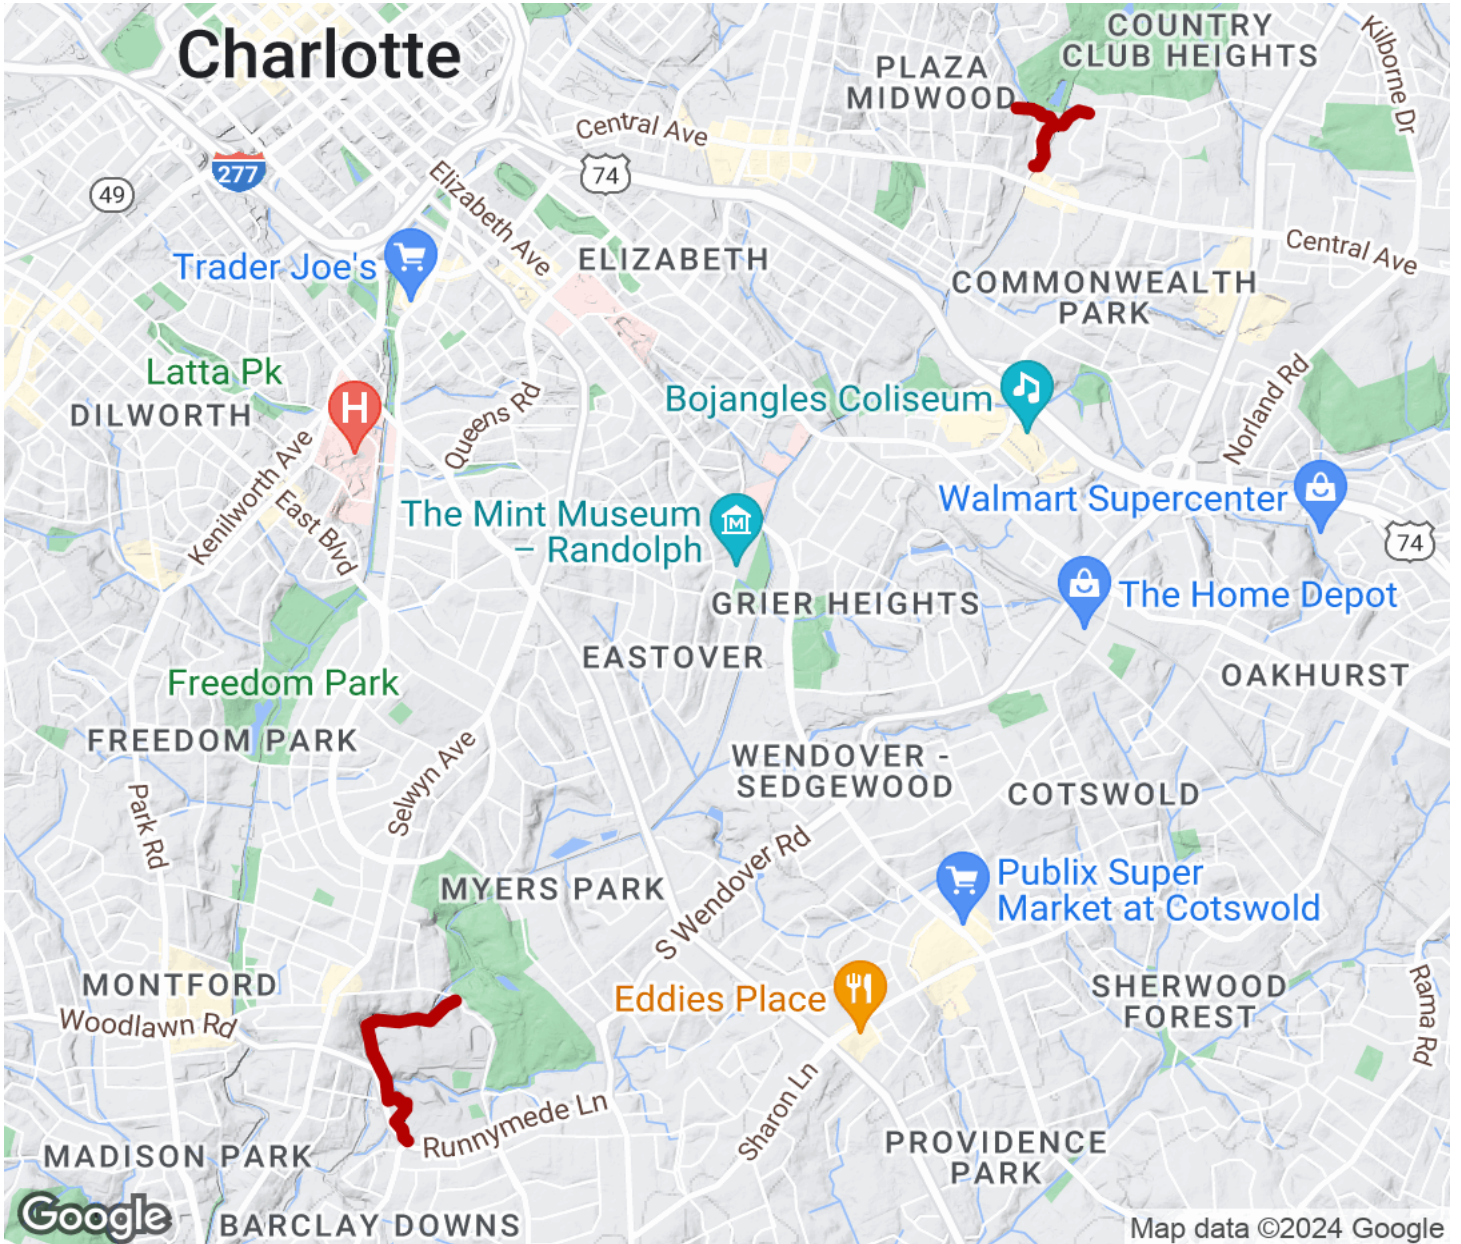 Charlotte
COUNTRY
CLUB HEIGHTS
Kilborne Dr
PLAZA
MIDWOOD
Central Ave
277
49
74
Elizabeth Ave
ELIZABETH
Trader Joe's
Central Ave
COMMONWEALTH
PARK
Latta Pk
DILWORTH
H
Queens Rd
Bojangles Coliseum
Norland Rd
Kenilworth Ave
East Blvd
The Mint Museum
– Randolph
M
Walmart Supercenter
74
GRIER HEIGHTS
The Home Depot
EASTOVER
OAKHURST
Freedom Park
FREEDOM PARK
Selwyn Ave
Park Rd
WENDOVER -
SEDGEWOOD
COTSWOLD
MYERS PARK
S Wendover Rd
Publix Super
Market at Cotswold
MONTFORD
Woodlawn Rd
Eddies Place
SHERWOOD
FOREST
Rama Rd
Sharon Ln
Runnymede Ln
MADISON PARK
PROVIDENCE
PARK
BARCLAY DOWNS
Google
Map data ©2024 Google